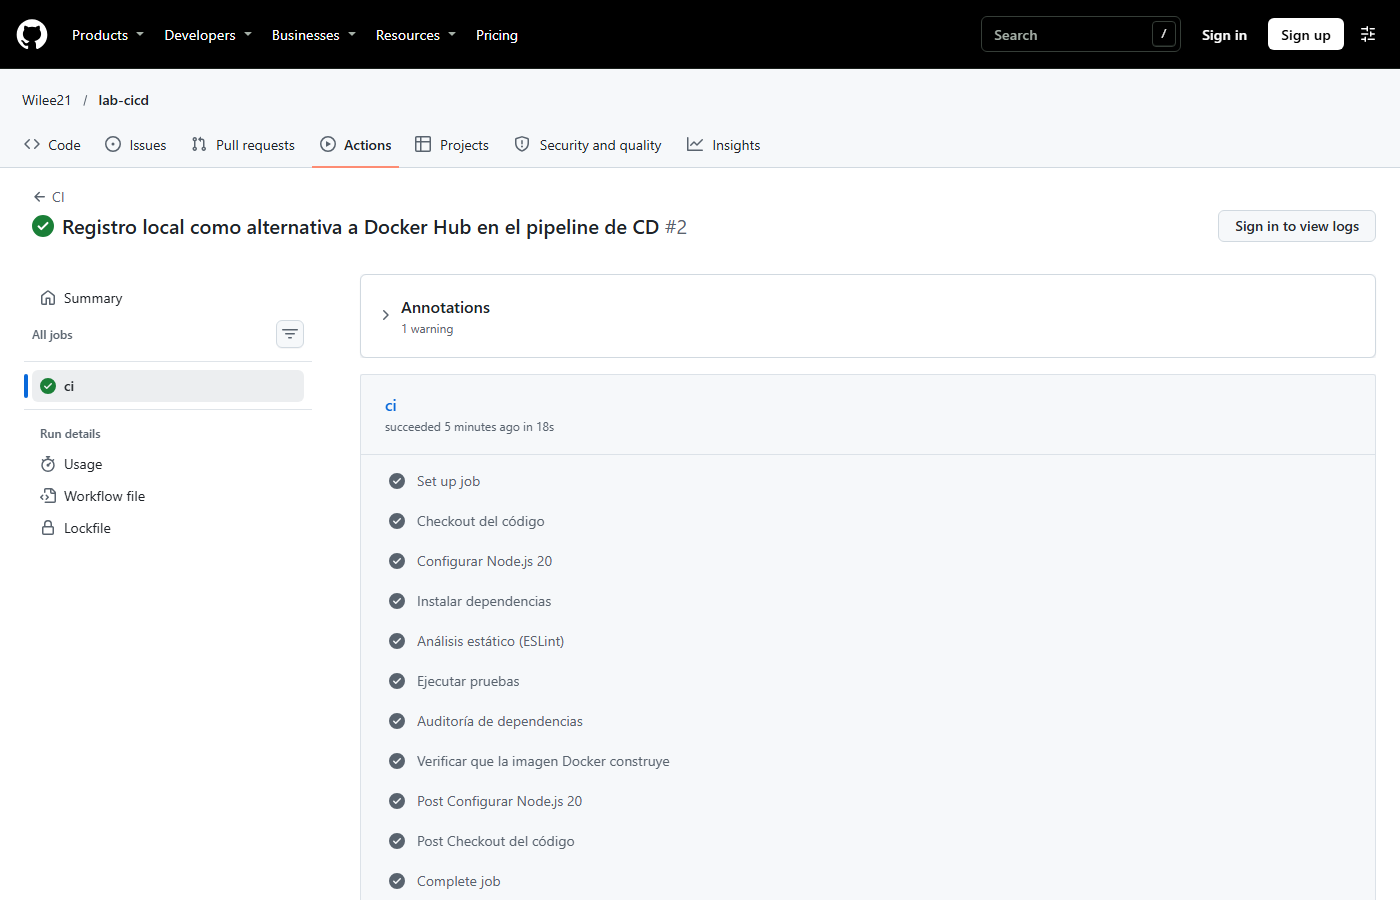 Products Developers Businesses Resources Pricing Search / Sign in Sign up
Wilee21 / lab-cicd
Code Issues Pull requests Actions Projects Security and quality Insights
CI
Registro local como alternativa a Docker Hub en el pipeline de CD #2
Sign in to view logs
Summary
All jobs
ci
Run details
Usage
Workflow file
Lockfile
Annotations
1 warning
ci
succeeded 5 minutes ago in 18s
Set up job
Checkout del código
Configurar Node.js 20
Instalar dependencias
Análisis estático (ESLint)
Ejecutar pruebas
Auditoría de dependencias
Verificar que la imagen Docker construye
Post Configurar Node.js 20
Post Checkout del código
Complete job